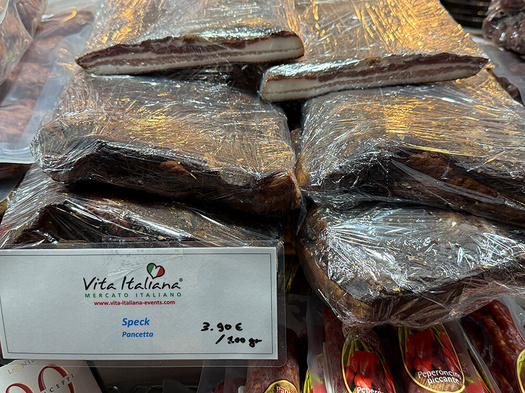 Vita Italiana®
MERCATO ITALIANO
www.vita-italiana-events.com
Speck
Pancetta
3.90 €
/100 gr
Peperoncino
piccante